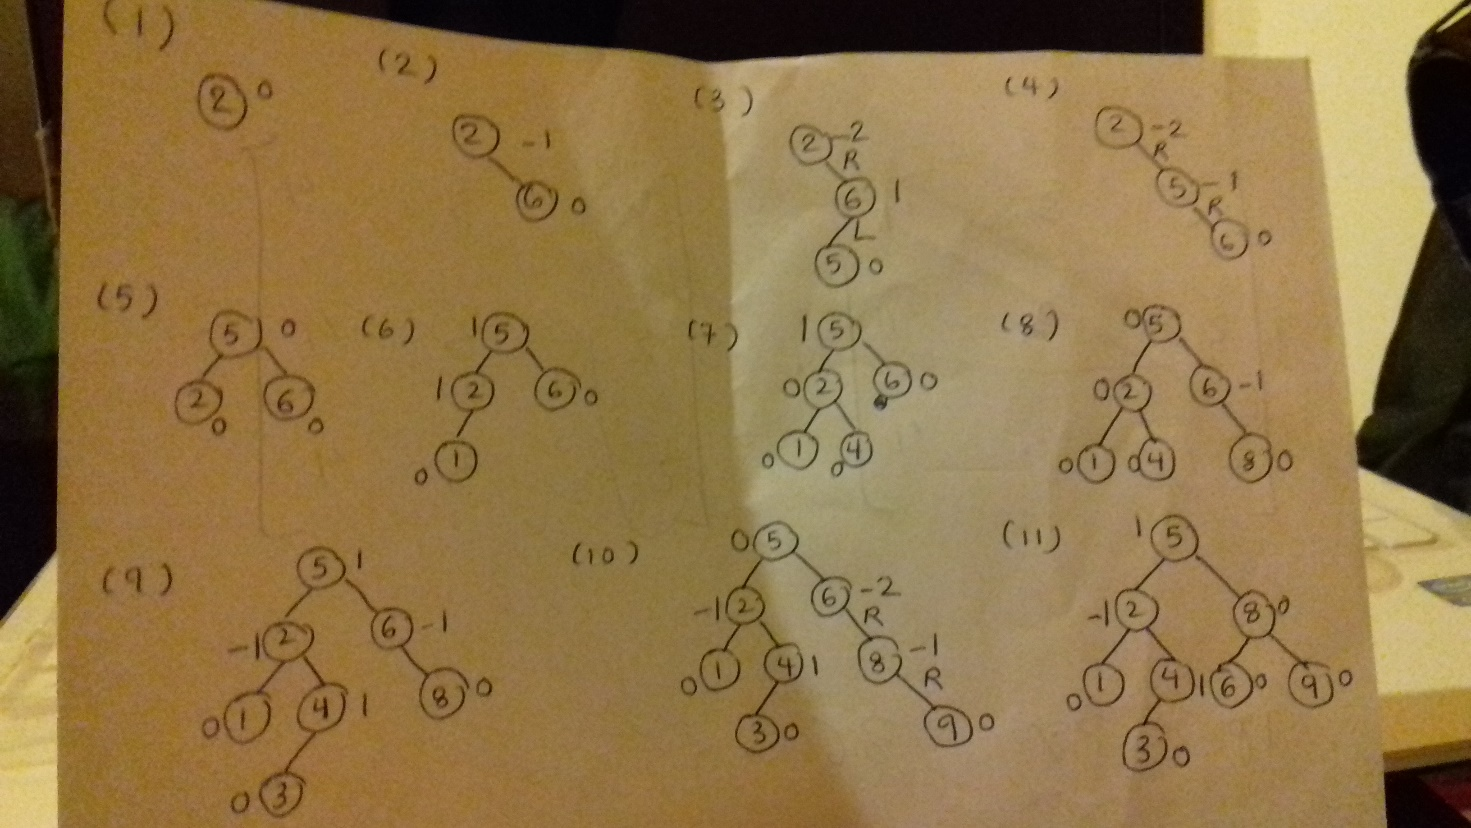 (1)
2 0
(2)
2 -1
6 0
(3)
2 -2
R
6 1
L
5 0
(4)
2 -2
R
5 -1
R
6 0
(5)
5 0
2 6
0 0
(6)
1 5
1 2 6 0
0 1
(7)
1 5
0 2 6 0
0 1 0 4
(8)
0 5
0 2 6 -1
0 1 0 4 8 0
(9)
5 1
-1 2 6 -1
0 1 4 1 8 0
0 3
(10)
0 5
-1 2 6 -2
R
0 1 4 1 8 -1
R
3 0 9 0
(11)
1 5
-1 2 8 0
0 1 4 1 6 0 9 0
3 0